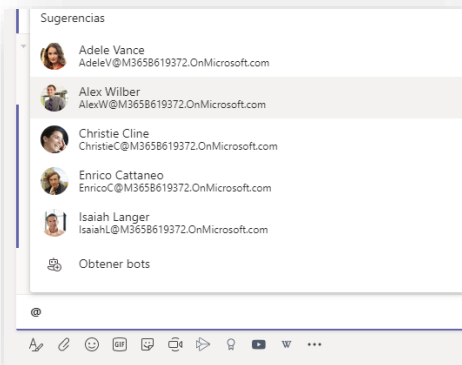 Sugerencias
Adele Vance
AdeleV@M365B619372.OnMicrosoft.com
Alex Wilber
AlexW@M365B619372.OnMicrosoft.com
Christie Cline
ChristieC@M365B619372.OnMicrosoft.com
Enrico Cattaneo
EnricoC@M365B619372.OnMicrosoft.com
Isaiah Langer
IsaiahL@M365B619372.OnMicrosoft.com
Obtener bots
@
GIF
W